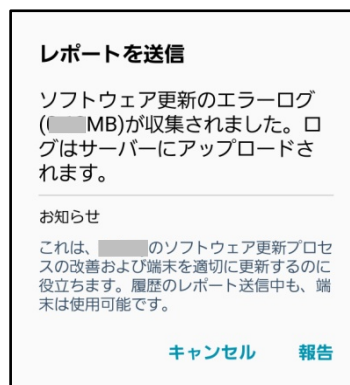 レポートを送信
ソフトウェア更新のエラーログ
(MB)が収集されました。ロ
グはサーバーにアップロードさ
れます。
お知らせ
これは、のソフトウェア更新プロセ
スの改善および端末を適切に更新するのに
役立ちます。履歴のレポート送信中も、端
末は使用可能です。
キャンセル 報告